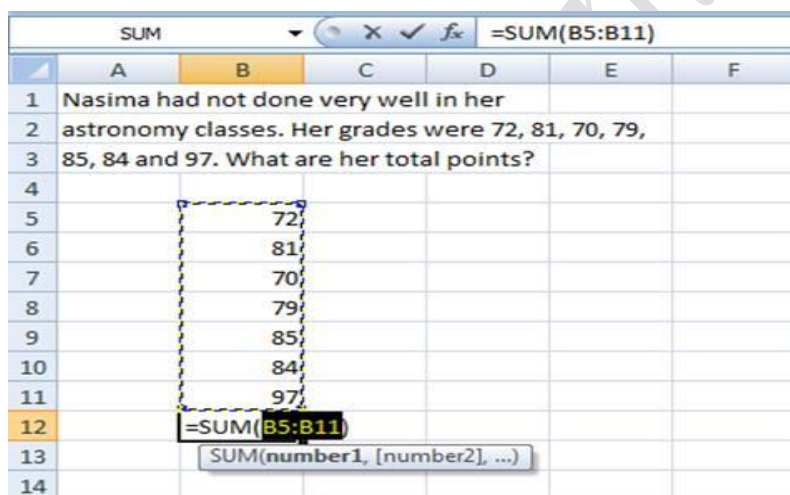 SUM fx =SUM(B5:B11)
A B C D E F
1 Nasima had not done very well in her
2 astronomy classes. Her grades were 72, 81, 70, 79,
3 85, 84 and 97. What are her total points?
4
5 72
6 81
7 70
8 79
9 85
10 84
11 97
12 =SUM(B5:B11)
13 SUM(number1, [number2], ...)
14